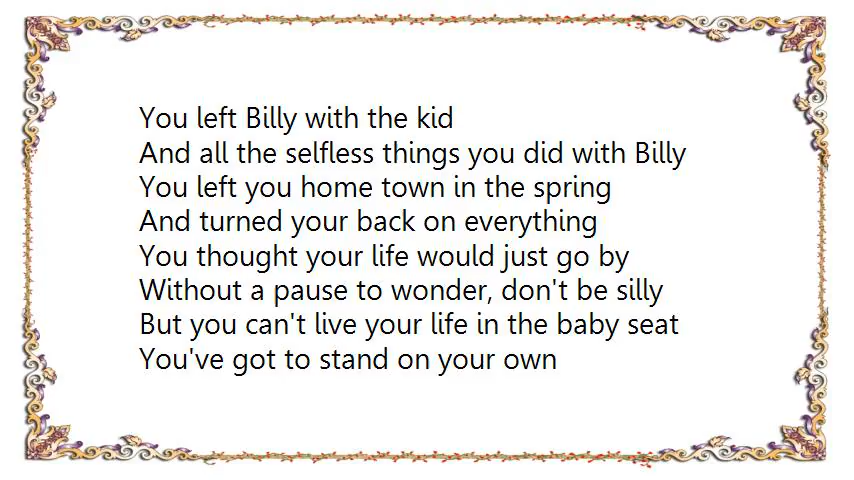 You left Billy with the kid
And all the selfless things you did with Billy
You left you home town in the spring
And turned your back on everything
You thought your life would just go by
Without a pause to wonder, don't be silly
But you can't live your life in the baby seat
You've got to stand on your own